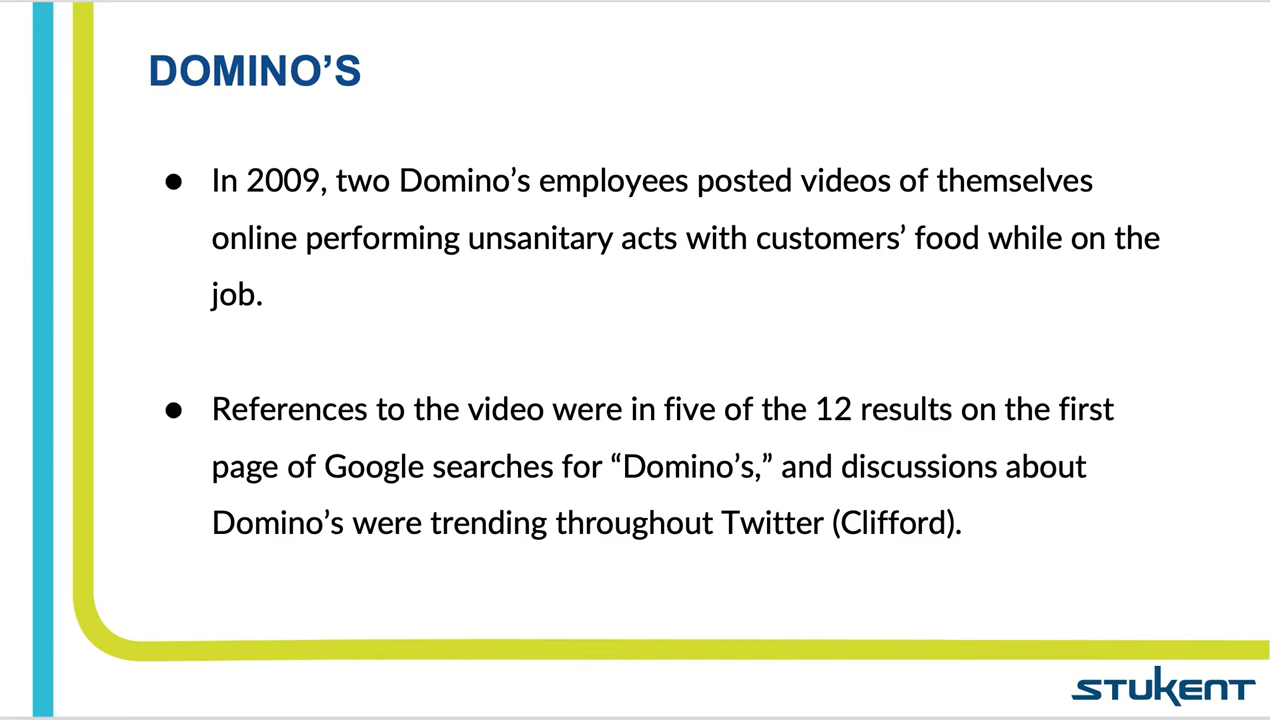 DOMINO’S
● In 2009, two Domino’s employees posted videos of themselves
online performing unsanitary acts with customers’ food while on the
job.
● References to the video were in five of the 12 results on the first
page of Google searches for “Domino’s,” and discussions about
Domino’s were trending throughout Twitter (Clifford).
STUKENT